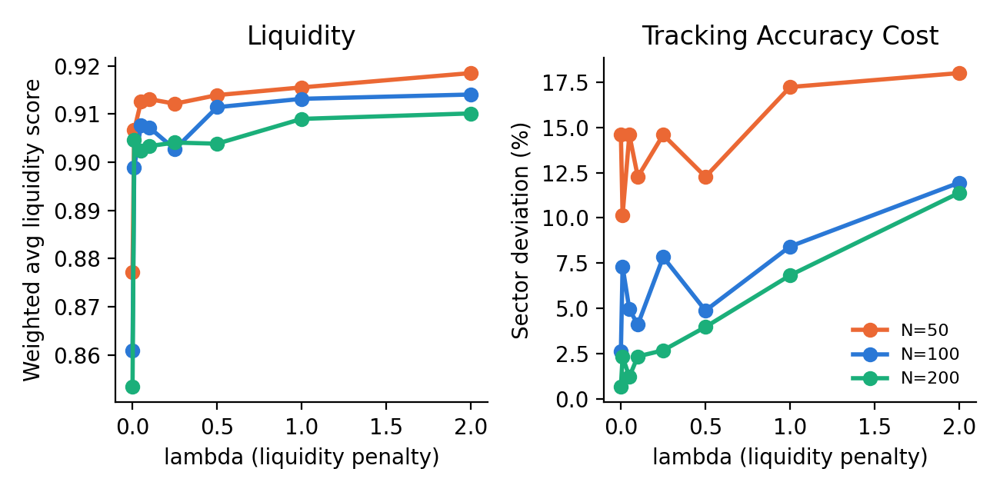 Liquidity
Weighted avg liquidity score
0.92
0.91
0.90
0.89
0.88
0.87
0.86
0.0 0.5 1.0 1.5 2.0
lambda (liquidity penalty)
Tracking Accuracy Cost
Sector deviation (%)
17.5
15.0
12.5
10.0
7.5
5.0
2.5
0.0
N=50
N=100
N=200
0.0 0.5 1.0 1.5 2.0
lambda (liquidity penalty)